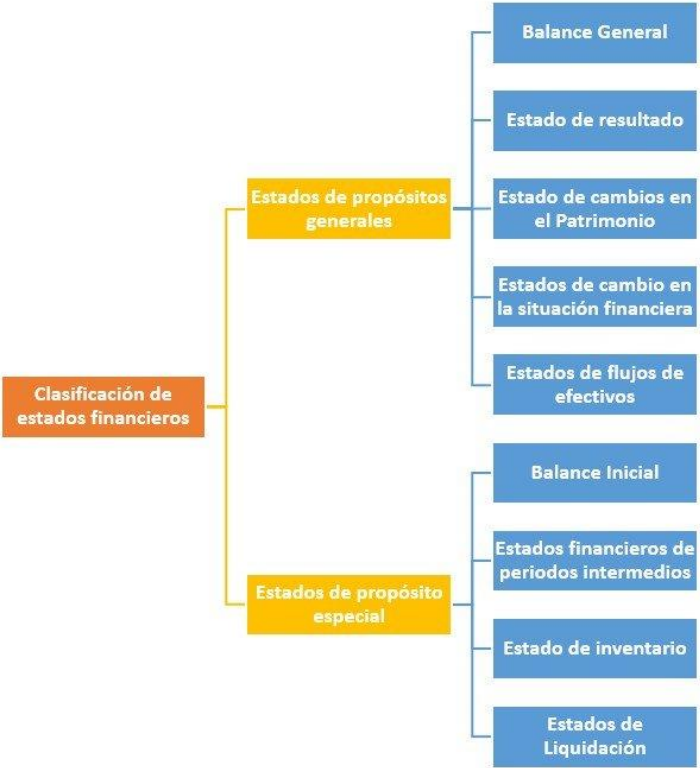 Clasificación de
estados financieros
Estados de propósitos
generales
Balance General
Estado de resultado
Estado de cambios en
el Patrimonio
Estados de cambio en
la situación financiera
Estados de flujos de
efectivos
Estados de propósito
especial
Balance Inicial
Estados financieros de
periodos intermedios
Estado de inventario
Estados de
Liquidación